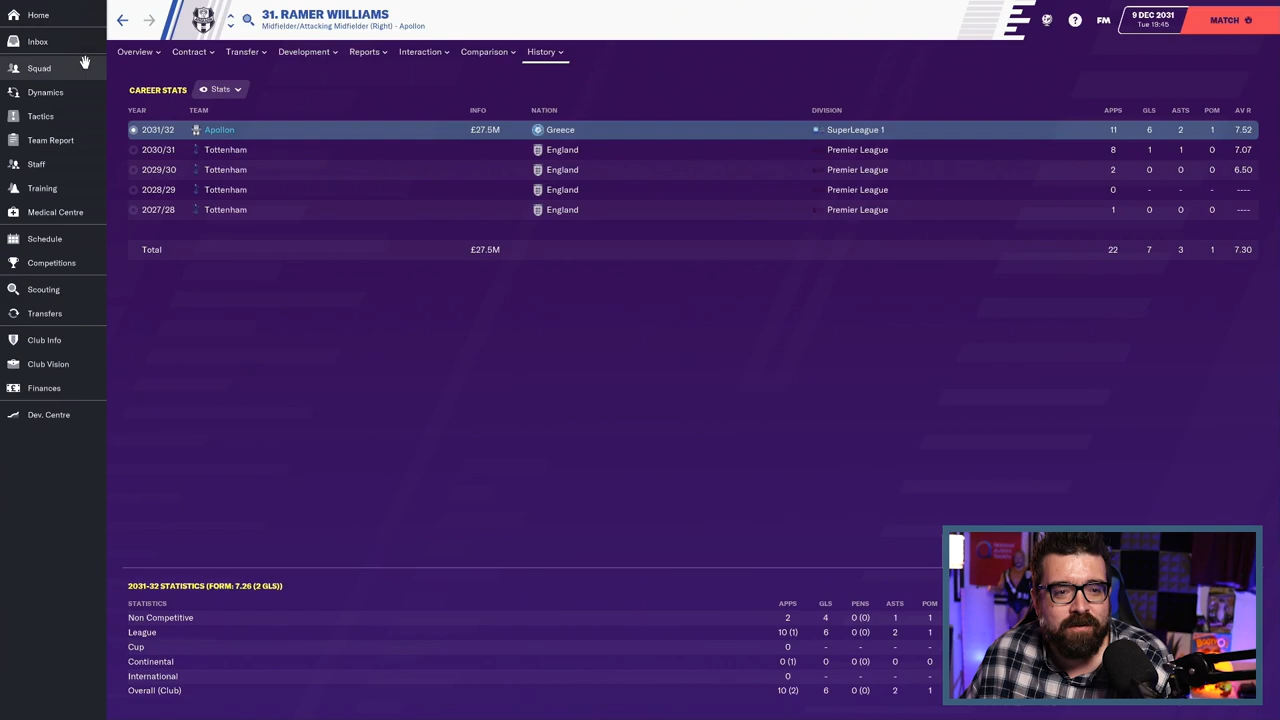 Home
Inbox
Squad
Dynamics
Tactics
Team Report
Staff
Training
Medical Centre
Schedule
Competitions
Scouting
Transfers
Club Info
Club Vision
Finances
Dev. Centre
31. RAMER WILLIAMS
Midfielder/Attacking Midfielder (Right) - Apollon
? FM
9 DEC 2031
Tue 19:45
MATCH
Overview Contract Transfer Development Reports Interaction Comparison History
CAREER STATS Stats
YEAR TEAM INFO NATION DIVISION APPS GLS ASTS POM AV R
2031/32 Apollon £27.5M Greece SuperLeague 1 11 6 2 1 7.52
2030/31 Tottenham England Premier League 8 1 1 0 7.07
2029/30 Tottenham England Premier League 2 0 0 0 6.50
2028/29 Tottenham England Premier League 0 - - - ----
2027/28 Tottenham England Premier League 1 0 0 0 ----
Total £27.5M 22 7 3 1 7.30
2031-32 STATISTICS (FORM: 7.26 (2 GLS))
STATISTICS APPS GLS PENS ASTS POM
Non Competitive 2 4 0 (0) 1 1
League 10 (1) 6 0 (0) 2 1
Cup 0 - - - -
Continental 0 (1) 0 0 (0) 0 0
International 0 - - - -
Overall (Club) 10 (2) 6 0 (0) 2 1